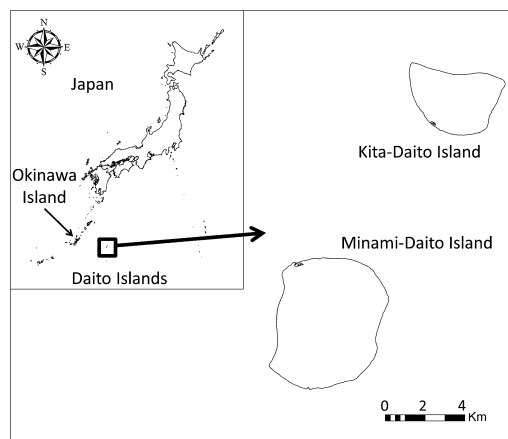 N
W E
S
Japan
Okinawa
Island
Daito Islands
Kita-Daito Island
Minami-Daito Island
0 2 4
Km